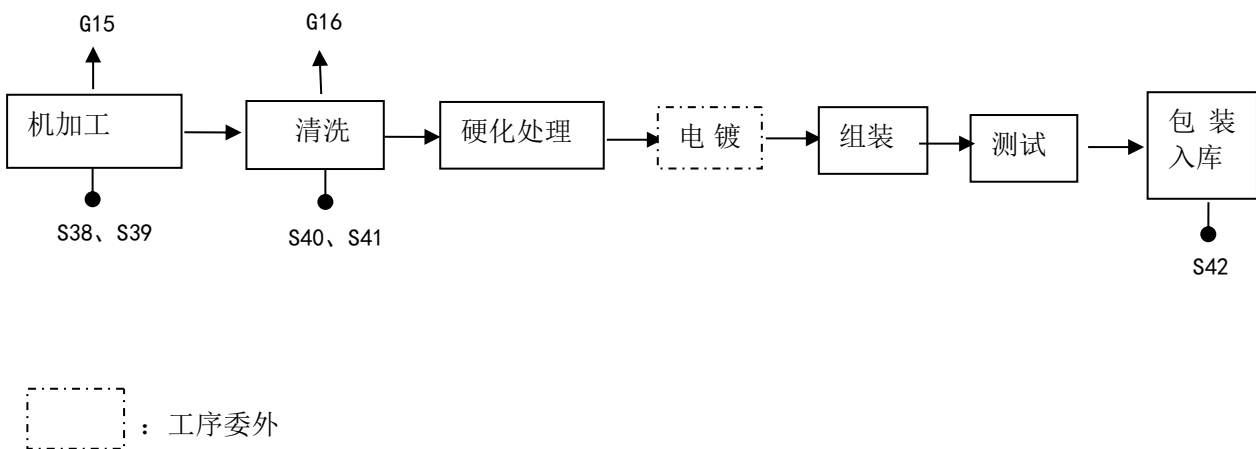 G15
G16
机加工
清洗
硬化处理
电 镀
组装
测试
包 装
入库
S38、S39
S40、S41
S42
：工序委外